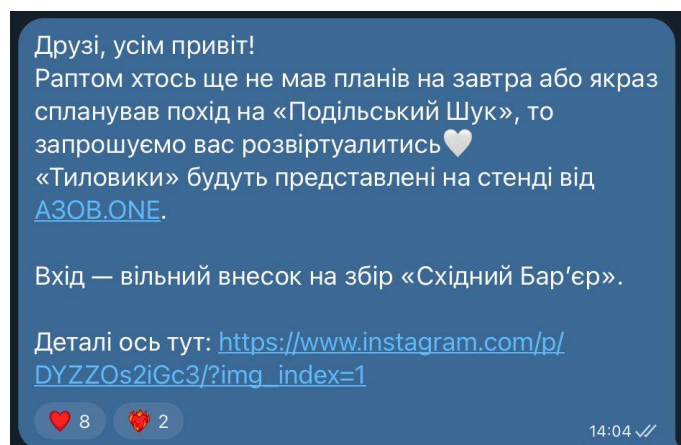 Друзі, усім привіт!
Раптом хтось ще не мав планів на завтра або якраз
спланував похід на «Подільський Шук», то
запрошуємо вас розвіртуалитись🤍
«Тиловики» будуть представлені на стенді від
АЗОВ.ONE.
Вхід — вільний внесок на збір «Східний Барʼєр».
Деталі ось тут: https://www.instagram.com/p/
DYZZOs2iGc3/?img_index=1
❤️ 8 ❤️‍🔥 2
14:04